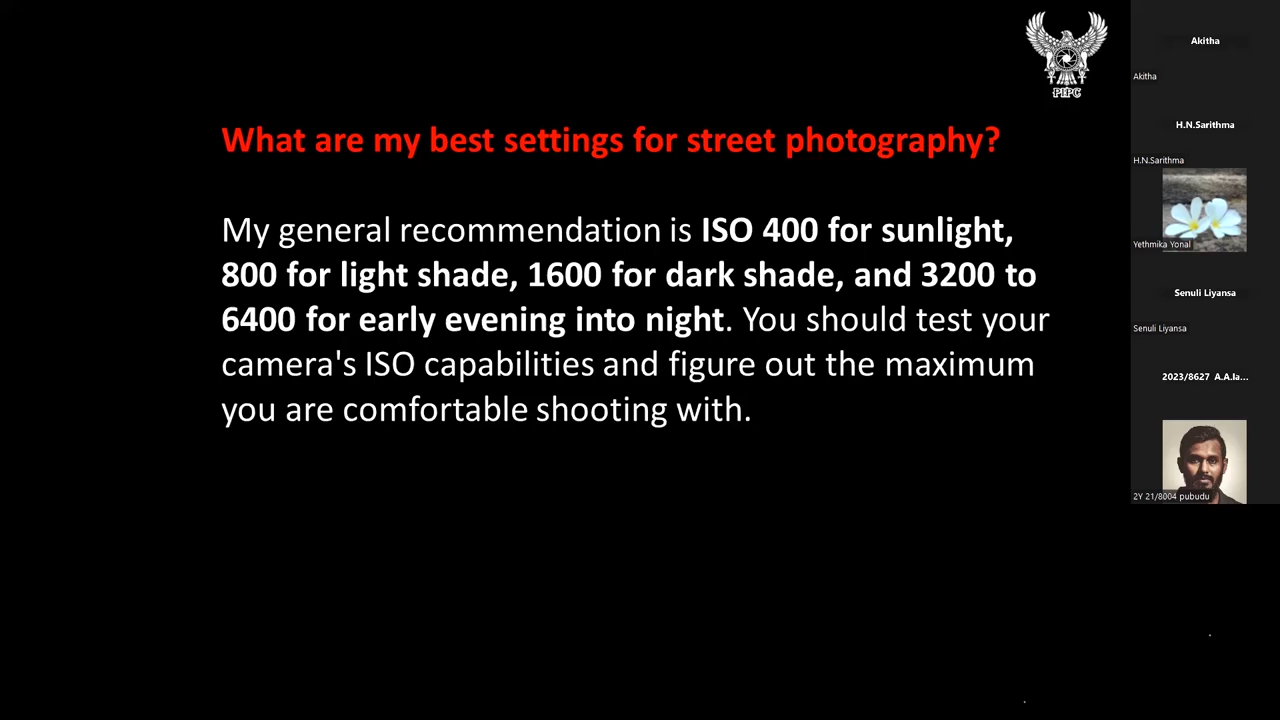 PIPC
What are my best settings for street photography?
My general recommendation is ISO 400 for sunlight,
800 for light shade, 1600 for dark shade, and 3200 to
6400 for early evening into night. You should test your
camera's ISO capabilities and figure out the maximum
you are comfortable shooting with.
Akitha
Akitha
H.N.Sarithma
H.N.Sarithma
Yethmika Yonal
Senuli Liyansa
Senuli Liyansa
2023/8627 A.A.Ia...
2Y 21/8004 pubudu